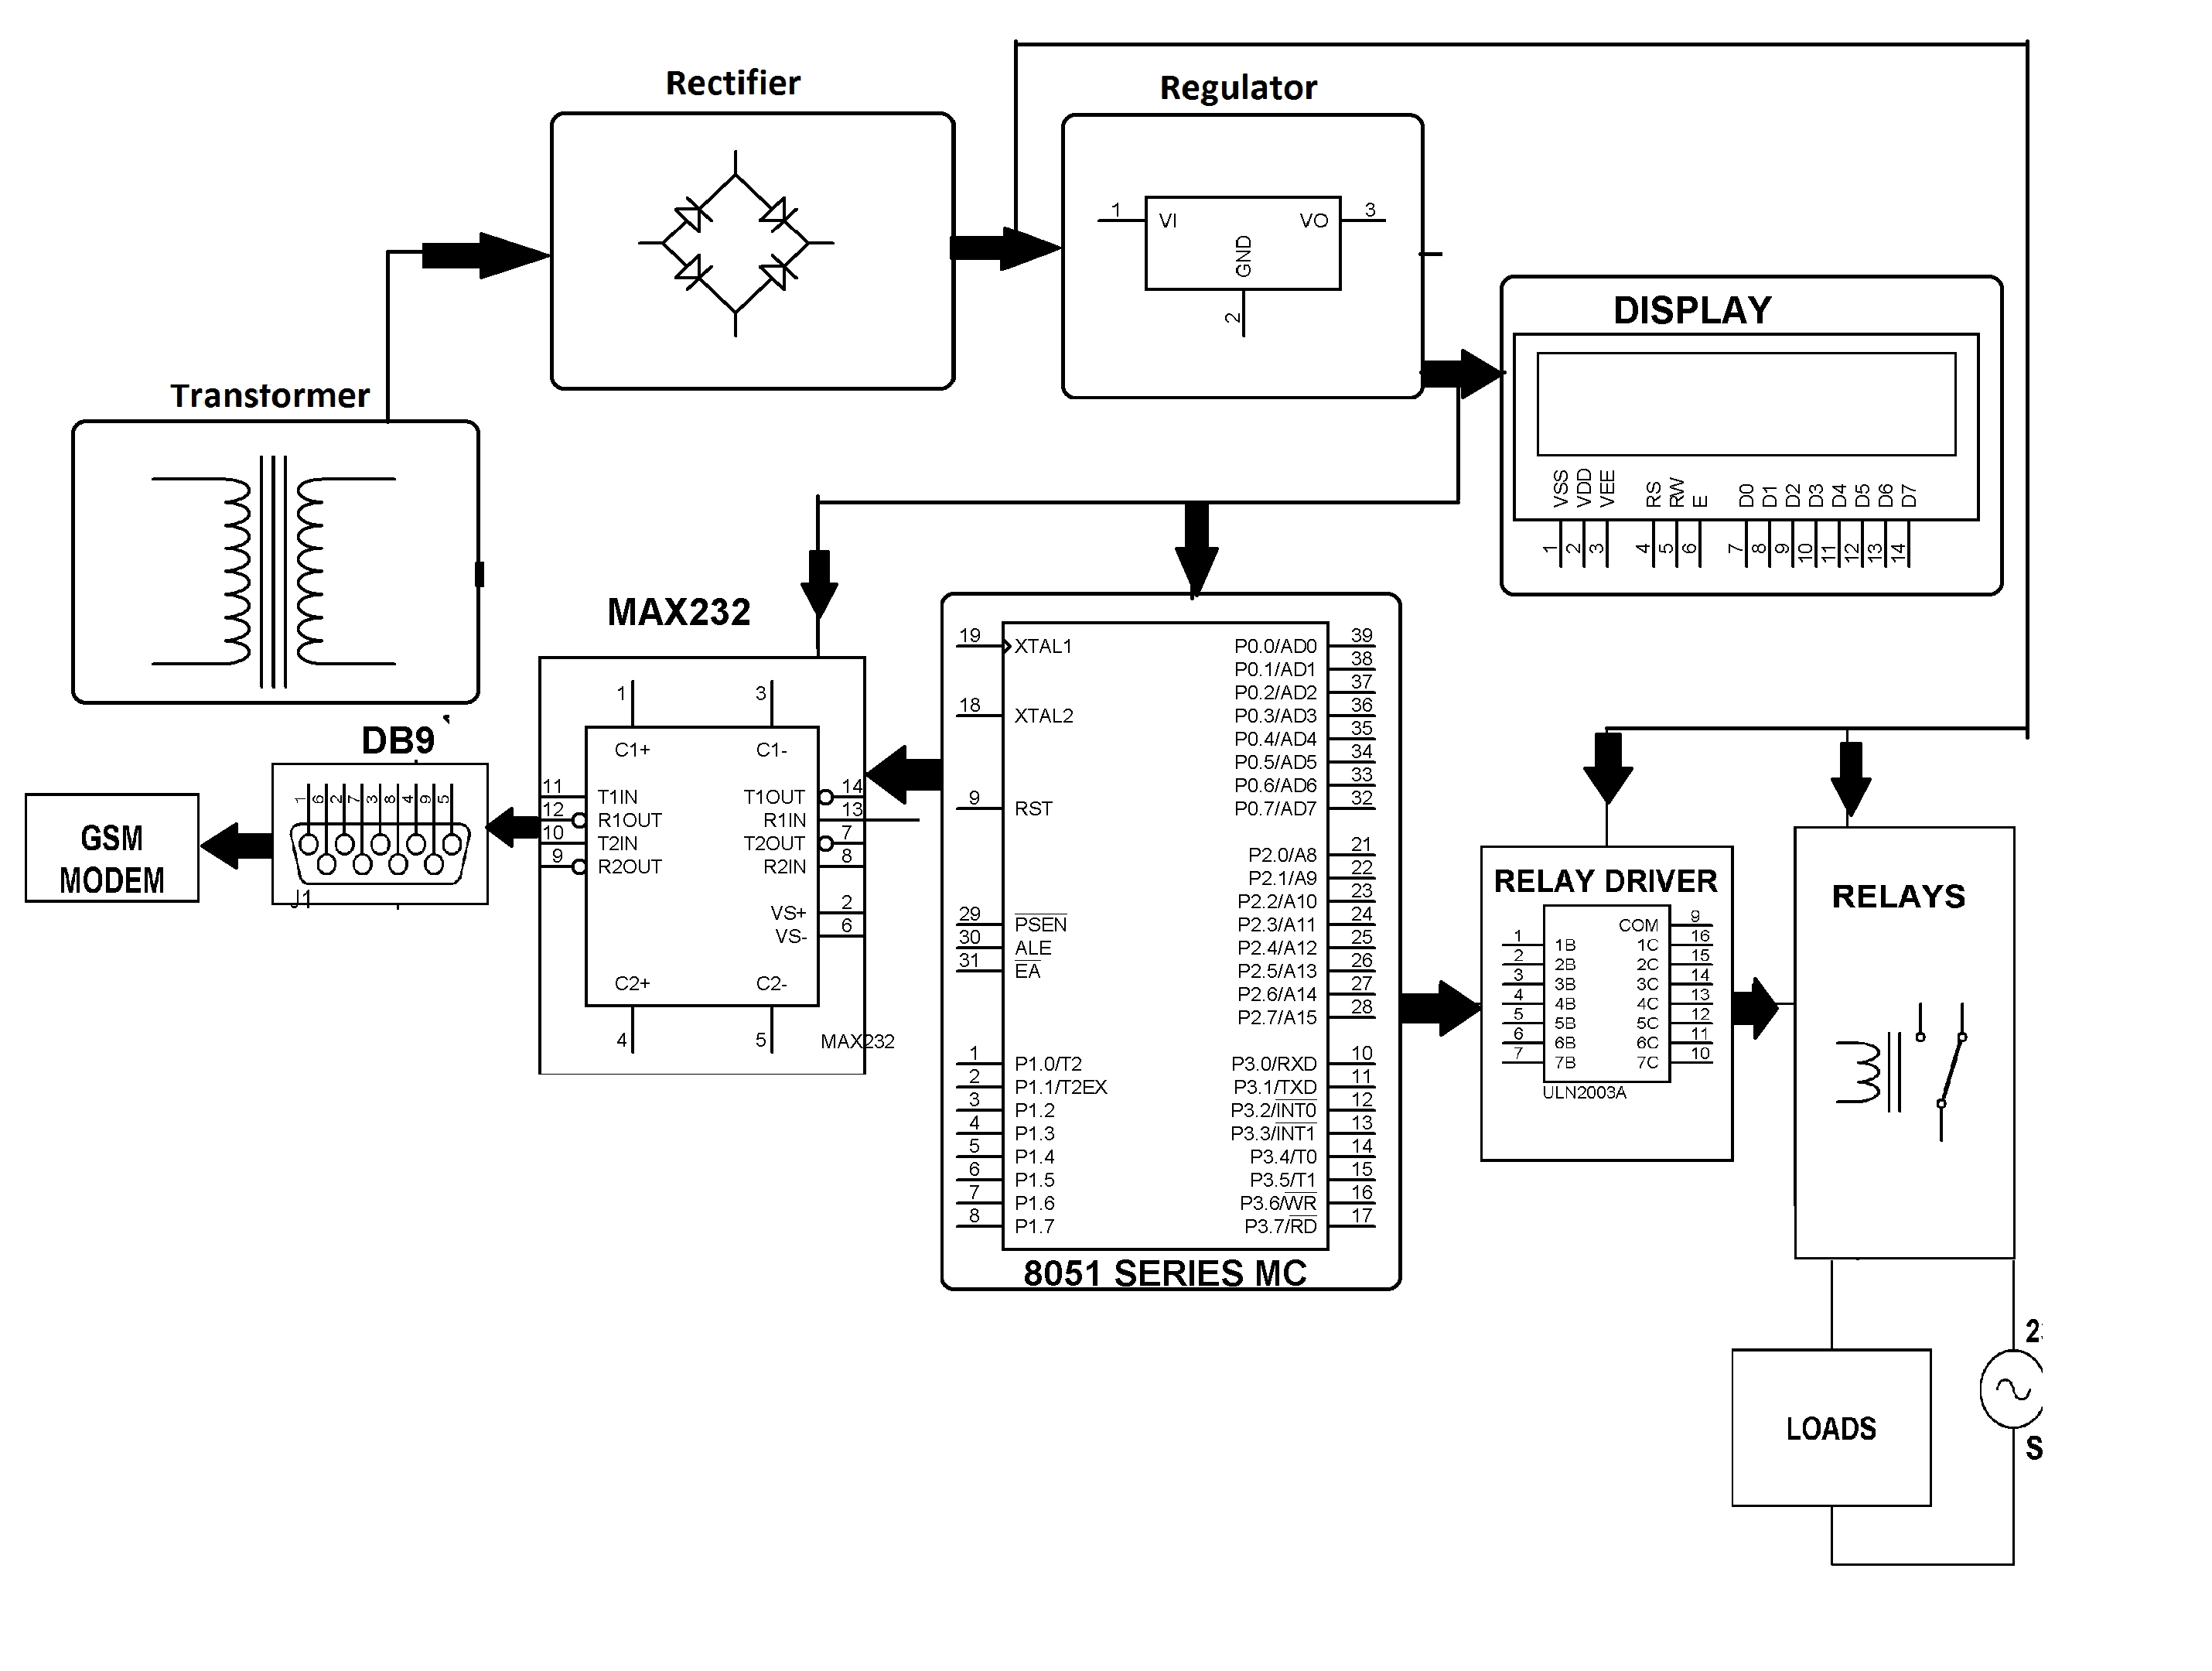 Rectifier
Regulator
1 VI VO 3
GND
2
DISPLAY
VSS VDD VEE RS RW E D0 D1 D2 D3 D4 D5 D6 D7
1 2 3 4 5 6 7 8 9 10 11 12 13 14
Transformer
MAX232
1 3
C1+ C1-
11 T1IN T1OUT 14
12 R1OUT R1IN 13
10 T2IN T2OUT 7
9 R2OUT R2IN 8
VS+ 2
VS- 6
C2+ C2-
4 5 MAX232
DB9
1 6 2 7 3 8 4 9 5
J1
GSM
MODEM
19 XTAL1 P0.0/AD0 39
P0.1/AD1 38
P0.2/AD2 37
18 XTAL2 P0.3/AD3 36
P0.4/AD4 35
P0.5/AD5 34
P0.6/AD6 33
9 RST P0.7/AD7 32
P2.0/A8 21
P2.1/A9 22
P2.2/A10 23
29 PSEN P2.3/A11 24
30 ALE P2.4/A12 25
31 EA P2.5/A13 26
P2.6/A14 27
P2.7/A15 28
1 P1.0/T2 P3.0/RXD 10
2 P1.1/T2EX P3.1/TXD 11
3 P1.2 P3.2/INT0 12
4 P1.3 P3.3/INT1 13
5 P1.4 P3.4/T0 14
6 P1.5 P3.5/T1 15
7 P1.6 P3.6/WR 16
8 P1.7 P3.7/RD 17
8051 SERIES MC
RELAY DRIVER
COM 9
1 1B 1C 16
2 2B 2C 15
3 3B 3C 14
4 4B 4C 13
5 5B 5C 12
6 6B 6C 11
7 7B 7C 10
ULN2003A
RELAYS
LOADS
2
S